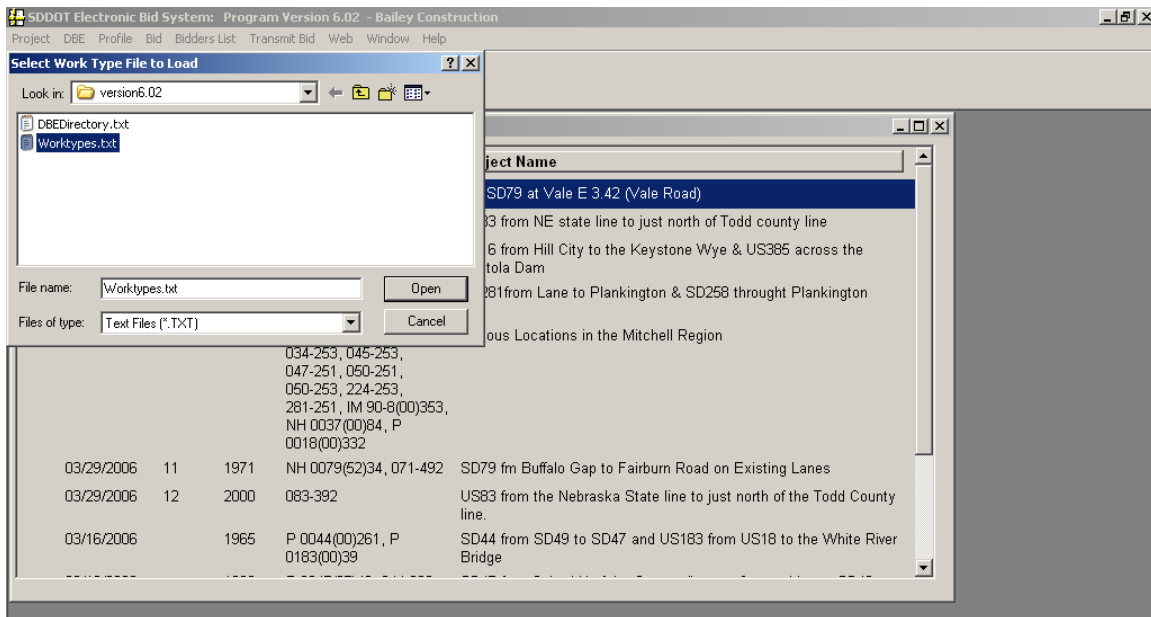 SDDOT Electronic Bid System: Program Version 6.02 - Bailey Construction
Project DBE Profile Bid Bidders List Transmit Bid Web Window Help
Select Work Type File to Load
Look in: version6.02
DBEDirectory.txt
Worktypes.txt
File name: Worktypes.txt Open
Files of type: Text Files (*.TXT) Cancel
ject Name
SD79 at Vale E 3.42 (Vale Road)
33 from NE state line to just north of Todd county line
6 from Hill City to the Keystone Wye & US385 across the
tola Dam
281from Lane to Plankington & SD258 throught Plankington
ous Locations in the Mitchell Region
034-253, 045-253,
047-251, 050-251,
050-253, 224-253,
281-251, IM 90-8(00)353,
NH 0037(00)84, P
0018(00)332
03/29/2006 11 1971 NH 0079(52)34, 071-492 SD79 fm Buffalo Gap to Fairburn Road on Existing Lanes
03/29/2006 12 2000 083-392 US83 from the Nebraska State line to just north of the Todd County
line.
03/16/2006 1965 P 0044(00)261, P SD44 from SD49 to SD47 and US183 from US18 to the White River
0183(00)39 Bridge